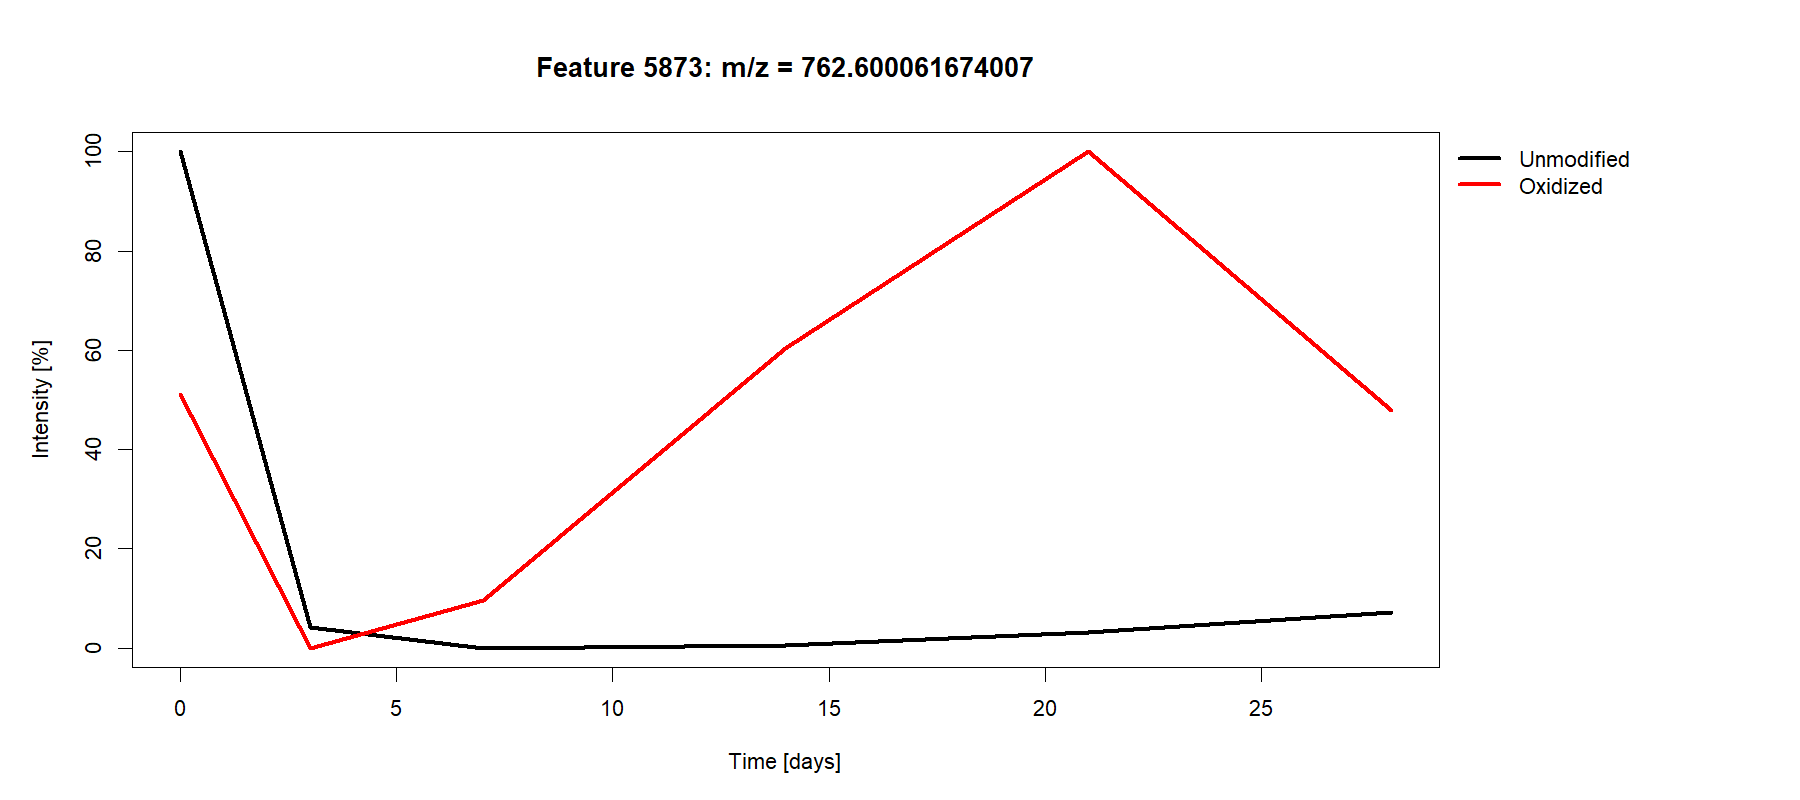 Feature 5873: m/z = 762.600061674007
Unmodified
Oxidized
Intensity [%]
100
80
60
40
20
0
0 5 10 15 20 25
Time [days]